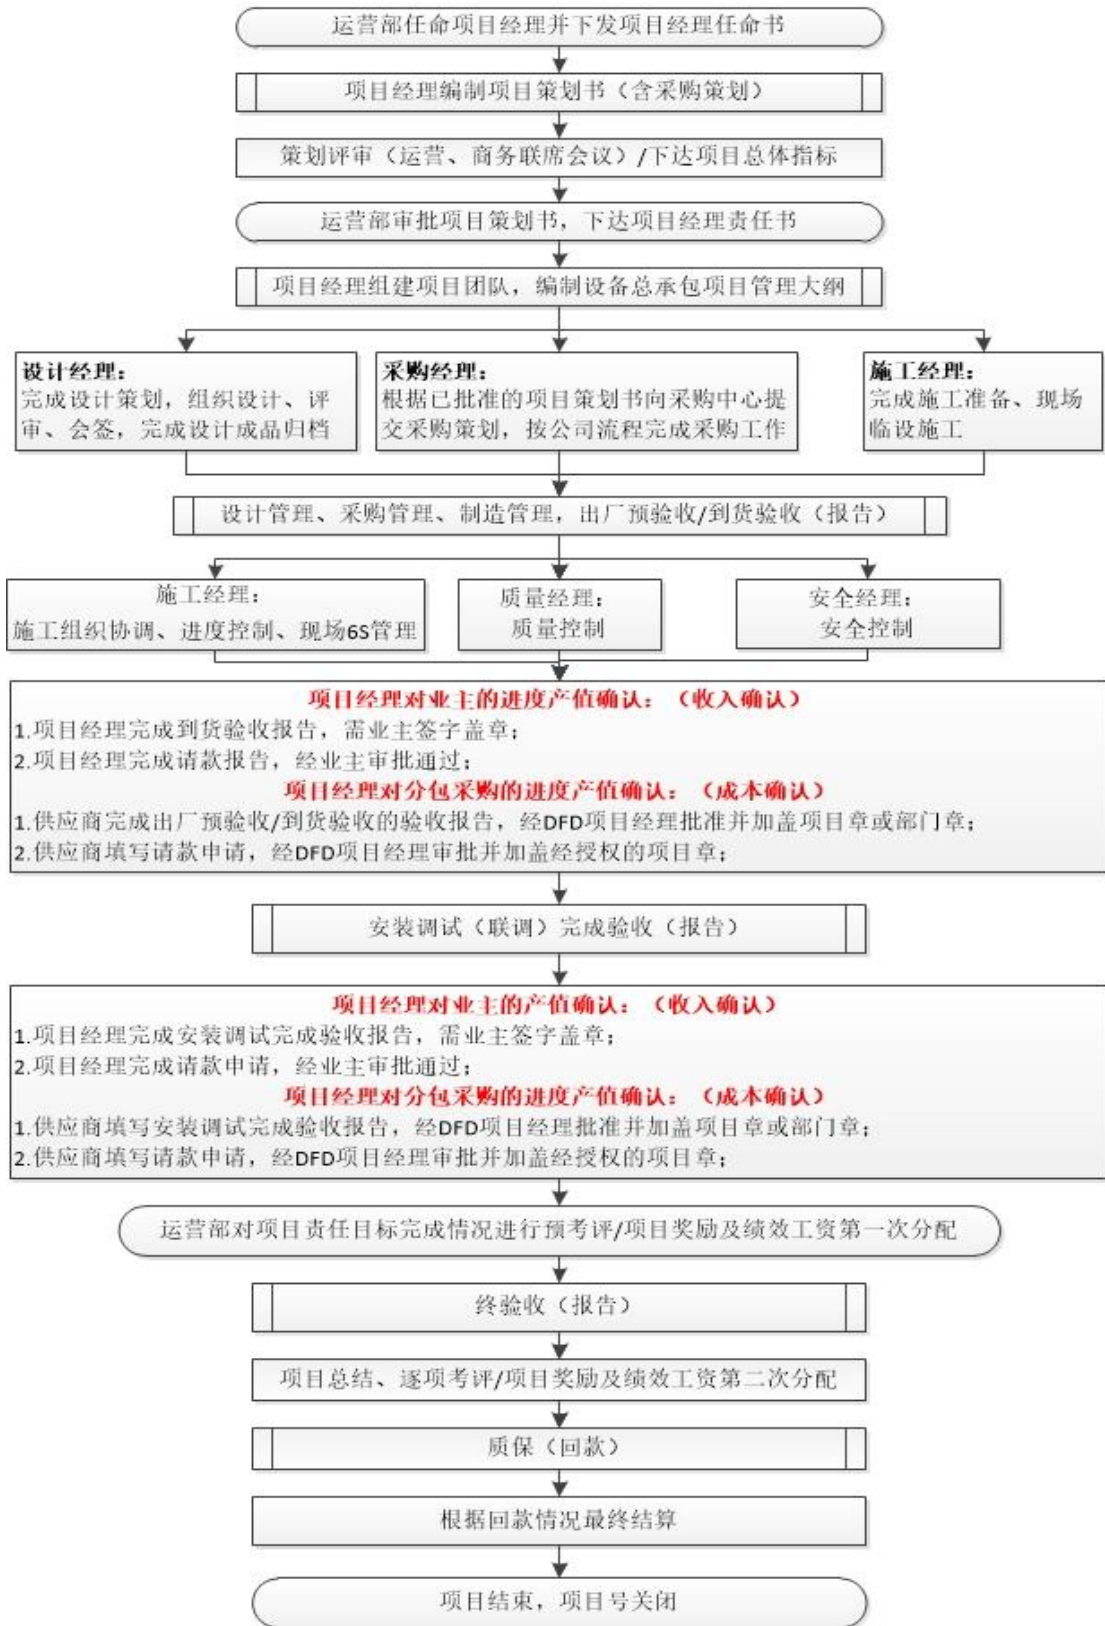 运营部任命项目经理并下发项目经理任命书
项目经理编制项目策划书（含采购策划）
策划评审（运营、商务联席会议）/下达项目总体指标
运营部审批项目策划书，下达项目经理责任书
项目经理组建项目团队，编制设备总承包项目管理大纲
设计经理：
完成设计策划，组织设计、评
审、会签，完成设计成品归档
采购经理：
根据已批准的项目策划书向采购中心提
交采购策划，按公司流程完成采购工作
施工经理：
完成施工准备、现场
临设施工
设计管理、采购管理、制造管理，出厂预验收/到货验收（报告）
施工经理：
施工组织协调、进度控制、现场6S管理
质量经理：
质量控制
安全经理：
安全控制
项目经理对业主的进度产值确认：（收入确认）
1.项目经理完成到货验收报告，需业主签字盖章；
2.项目经理完成请款报告，经业主审批通过；
项目经理对分包采购的进度产值确认：（成本确认）
1.供应商完成出厂预验收/到货验收的验收报告，经DFD项目经理批准并加盖项目章或部门章；
2.供应商填写请款申请，经DFD项目经理审批并加盖经授权的项目章；
安装调试（联调）完成验收（报告）
项目经理对业主的产值确认：（收入确认）
1.项目经理完成安装调试完成验收报告，需业主签字盖章；
2.项目经理完成请款申请，经业主审批通过；
项目经理对分包采购的进度产值确认：（成本确认）
1.供应商填写安装调试完成验收报告，经DFD项目经理批准并加盖项目章或部门章；
2.供应商填写请款申请，经DFD项目经理审批并加盖经授权的项目章；
运营部对项目责任目标完成情况进行预考评/项目奖励及绩效工资第一次分配
终验收（报告）
项目总结、逐项考评/项目奖励及绩效工资第二次分配
质保（回款）
根据回款情况最终结算
项目结束，项目号关闭